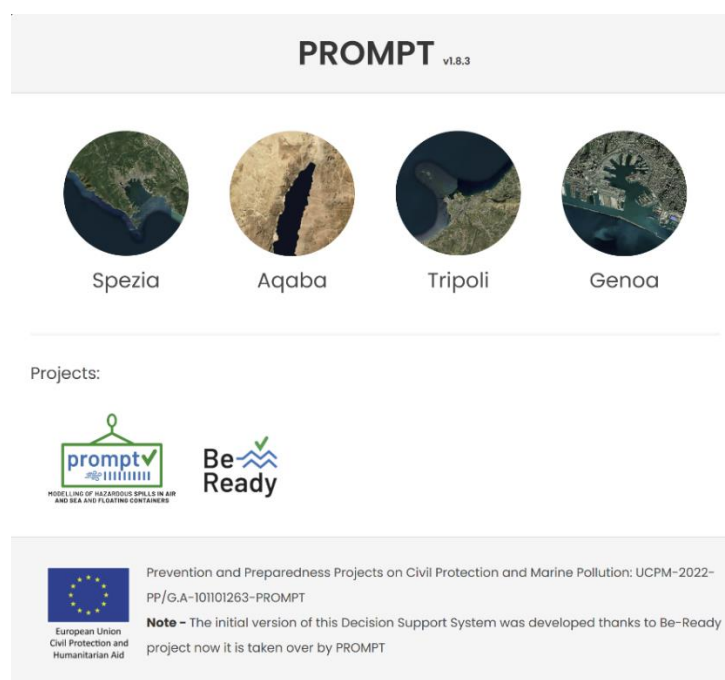 PROMPT v1.8.3
Spezia Aqaba Tripoli Genoa
Projects:
prompt
MODELLING OF HAZARDOUS SPILLS IN AIR
AND SEA AND FLOATING CONTAINERS
Be
Ready
European Union
Civil Protection and
Humanitarian Aid
Prevention and Preparedness Projects on Civil Protection and Marine Pollution: UCPM-2022-
PP/G.A-101101263-PROMPT
Note - The initial version of this Decision Support System was developed thanks to Be-Ready
project now it is taken over by PROMPT